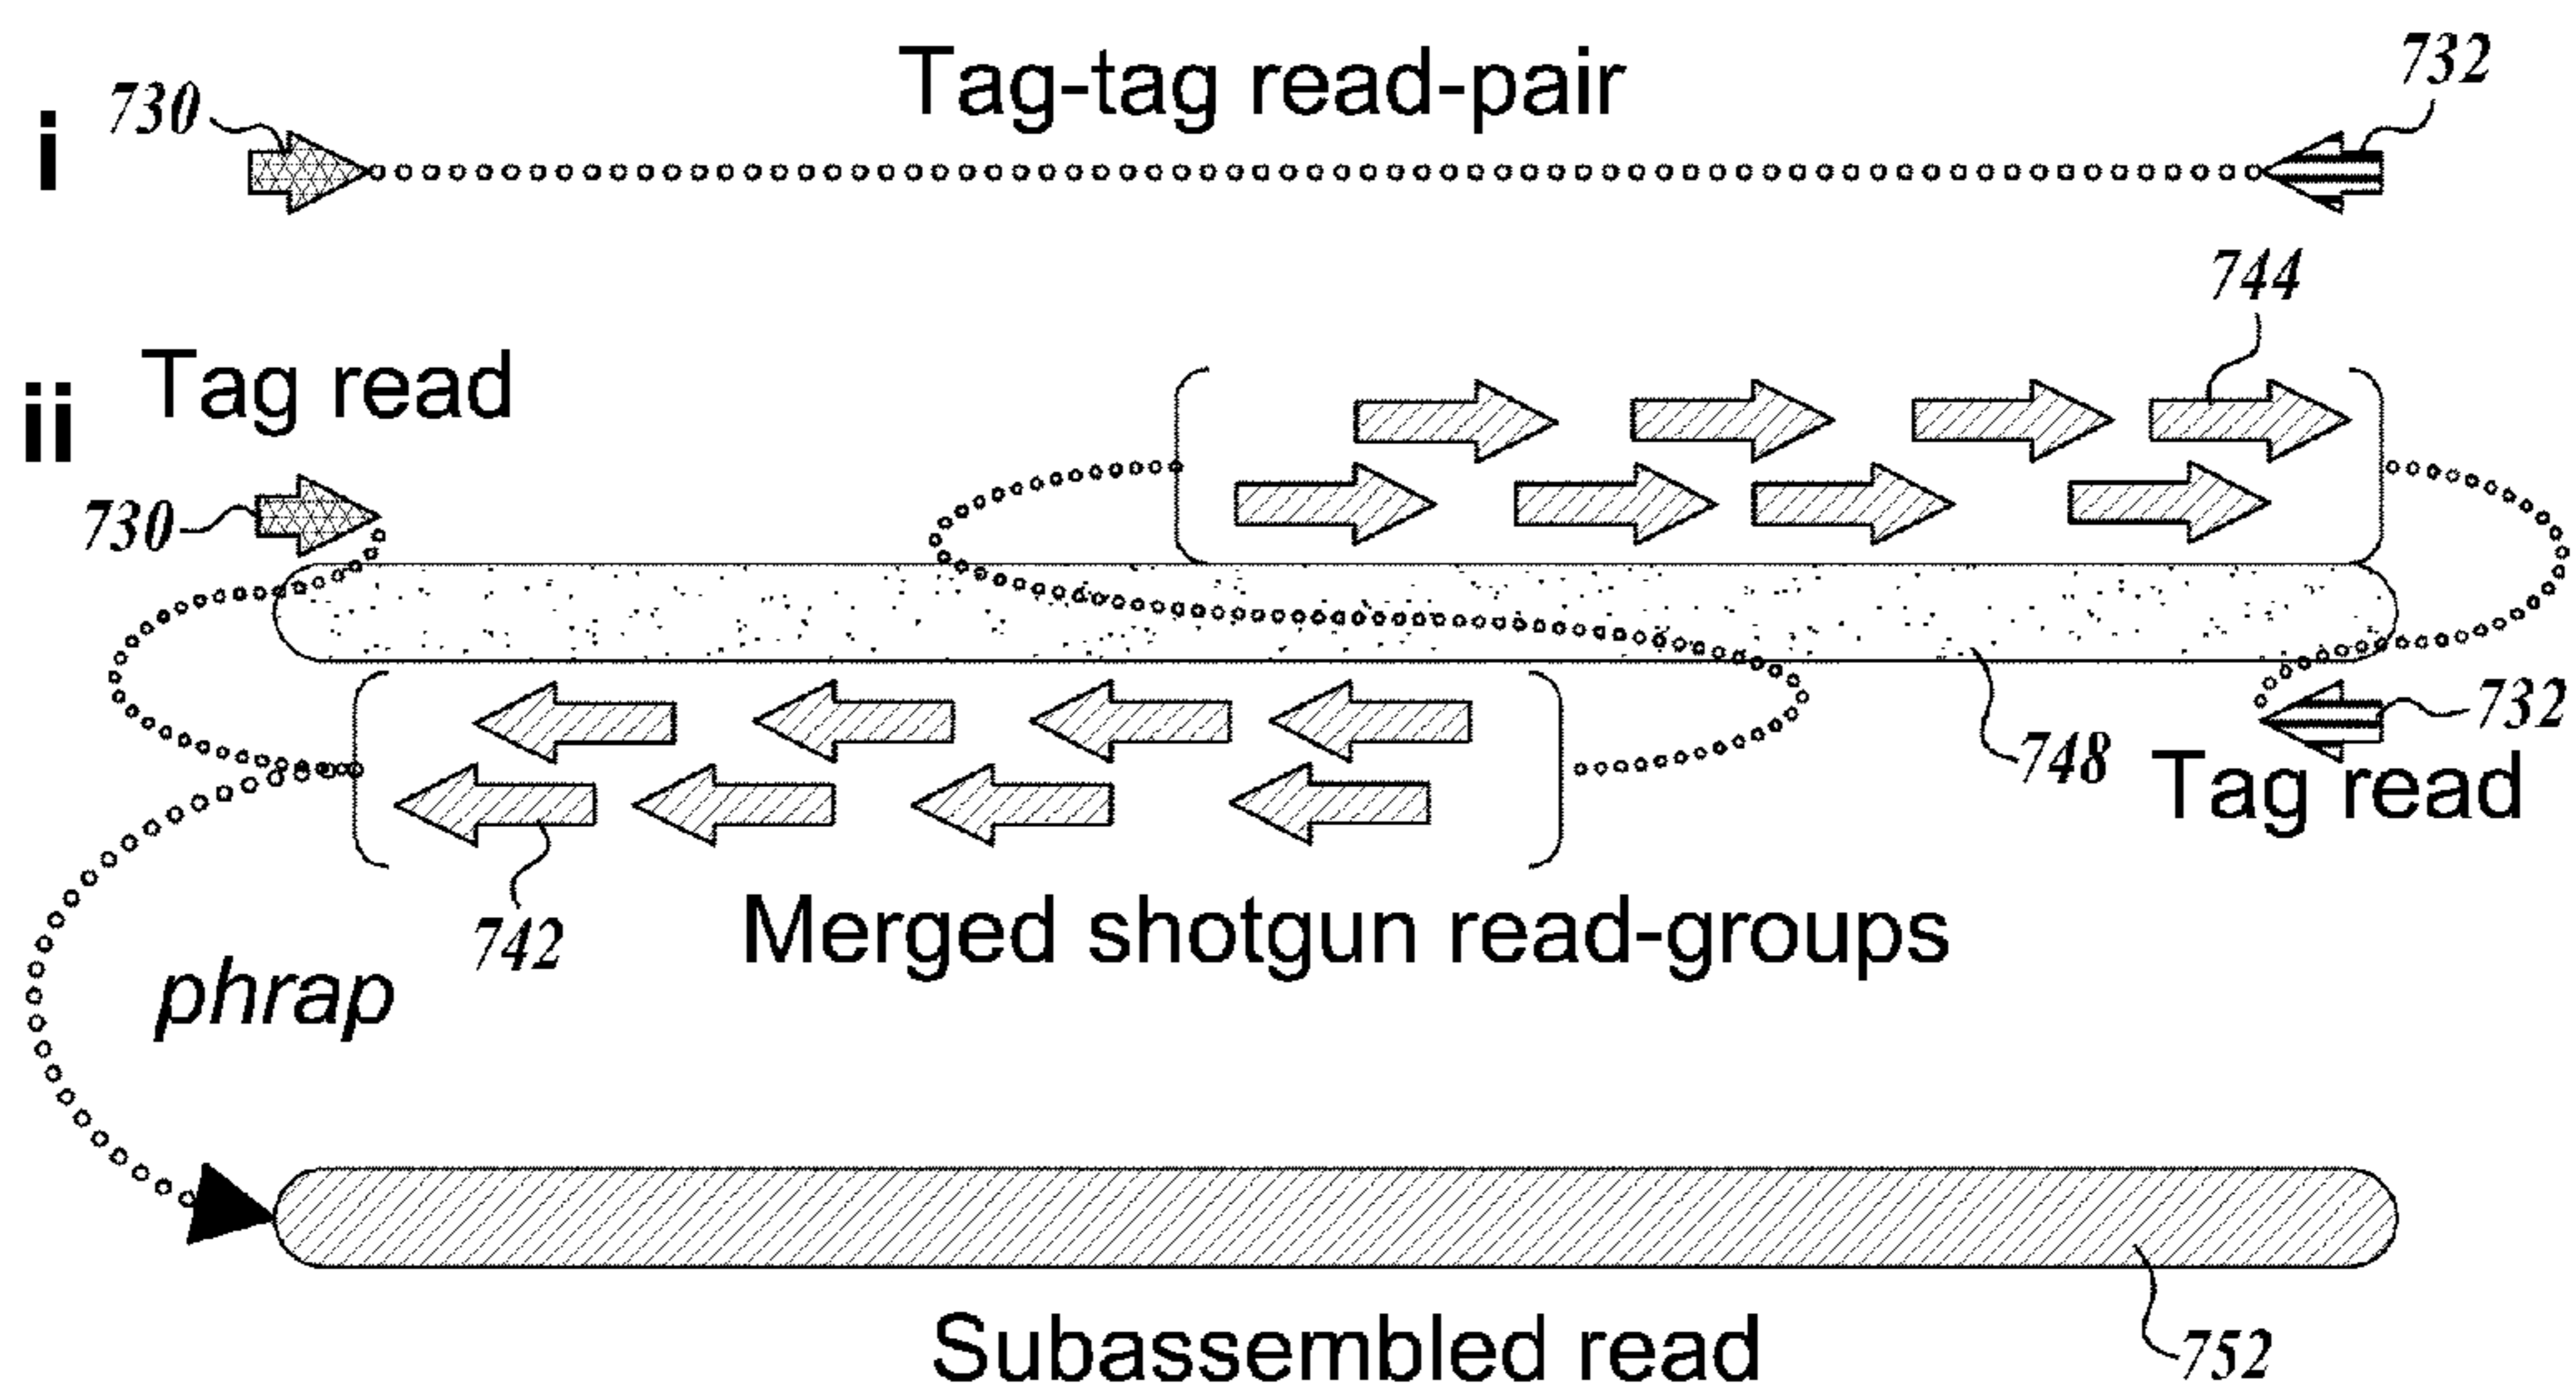 Tag-tag read-pair
732
730
i
744
ii
Tag read
730
732
748
Tag read
742
Merged shotgun read-groups
phrap
Subassembled read
752